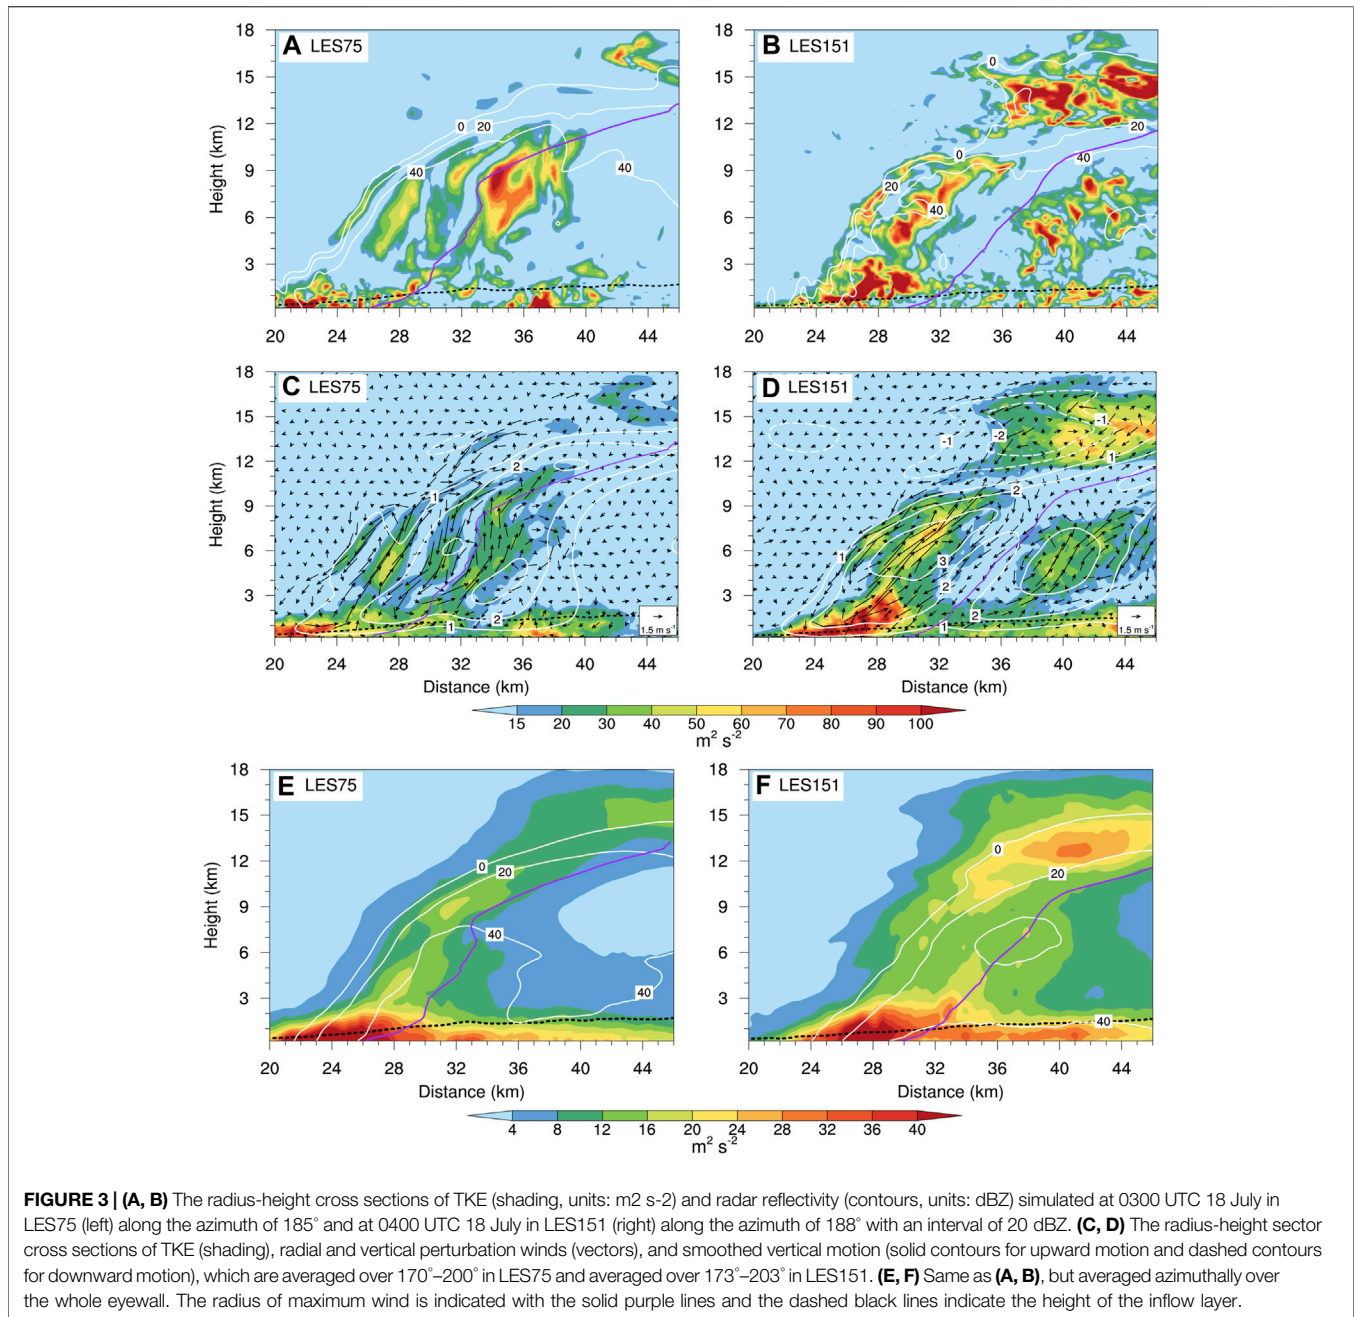 A LES75
B LES151
18
15
12
9
6
3
Height (km)
0 20
40
40
20 24 28 32 36 40 44
18
15
12
9
6
3
0
20
40
0
20
40
20 24 28 32 36 40 44
C LES75
D LES151
18
15
12
9
6
3
Height (km)
2
1
2
1
1.5 m s-1
20 24 28 32 36 40 44
Distance (km)
18
15
12
9
6
3
-1
-1
-2
1
2
1
3
2
2
1
1.5 m s-1
20 24 28 32 36 40 44
Distance (km)
15 20 30 40 50 60 70 80 90 100
m2 s-2
E LES75
F LES151
18
15
12
9
6
3
Height (km)
0
20
40
40
20 24 28 32 36 40 44
Distance (km)
18
15
12
9
6
3
0
20
40
20 24 28 32 36 40 44
Distance (km)
4 8 12 16 20 24 28 32 36 40
m2 s-2
FIGURE 3 | (A, B) The radius-height cross sections of TKE (shading, units: m2 s-2) and radar reflectivity (contours, units: dBZ) simulated at 0300 UTC 18 July in
LES75 (left) along the azimuth of 185° and at 0400 UTC 18 July in LES151 (right) along the azimuth of 188° with an interval of 20 dBZ. (C, D) The radius-height sector
cross sections of TKE (shading), radial and vertical perturbation winds (vectors), and smoothed vertical motion (solid contours for upward motion and dashed contours
for downward motion), which are averaged over 170°–200° in LES75 and averaged over 173°–203° in LES151. (E, F) Same as (A, B), but averaged azimuthally over
the whole eyewall. The radius of maximum wind is indicated with the solid purple lines and the dashed black lines indicate the height of the inflow layer.